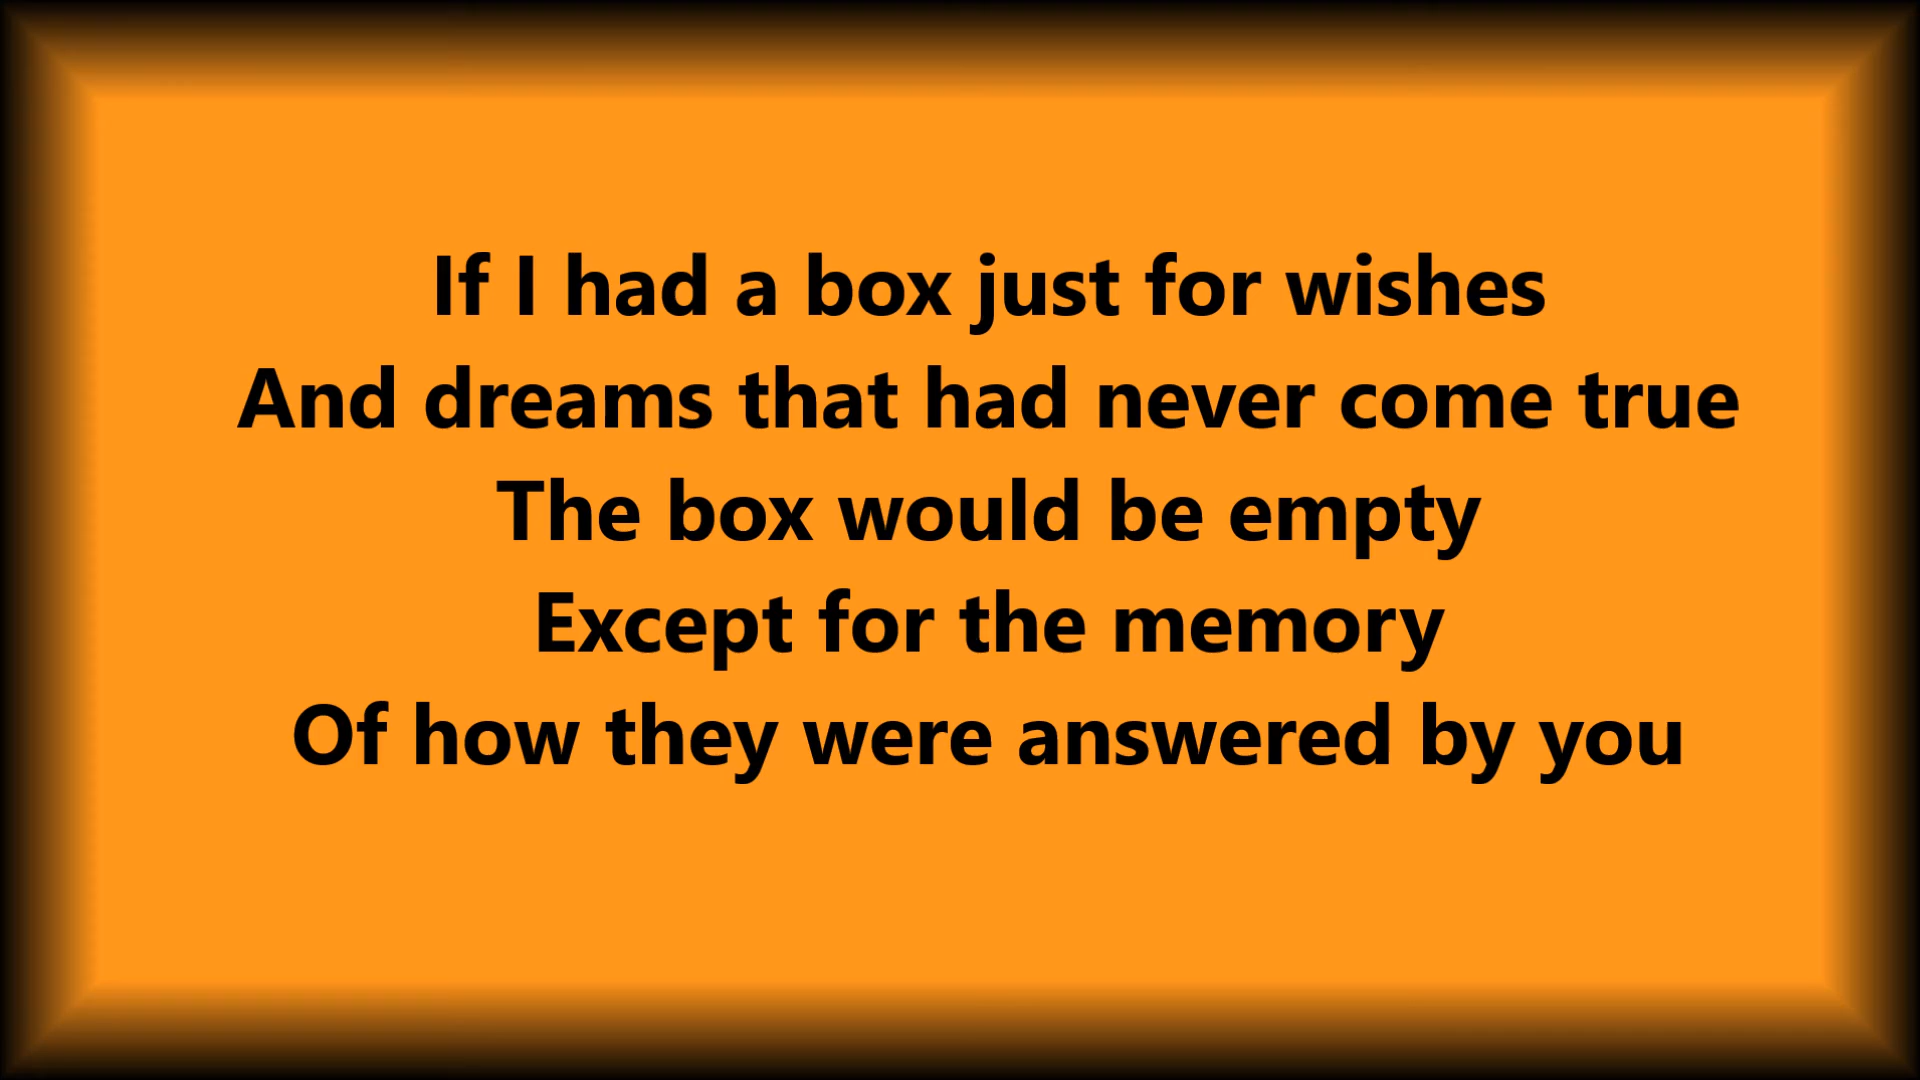 If I had a box just for wishes
And dreams that had never come true
The box would be empty
Except for the memory
Of how they were answered by you